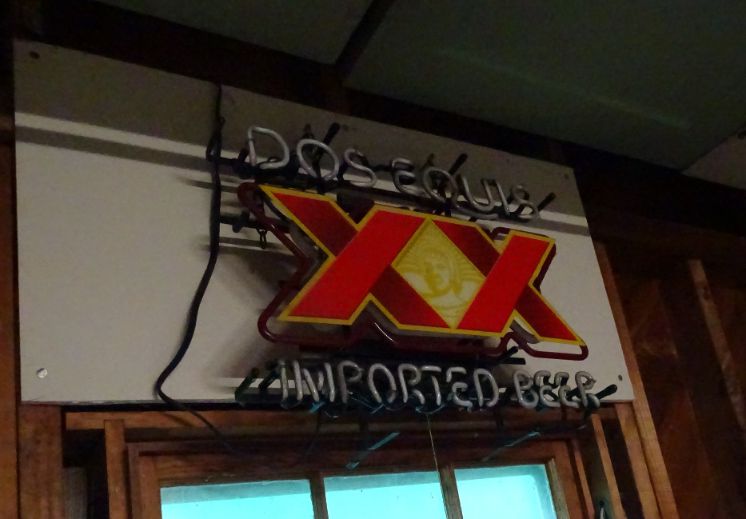 DOS EQUIS
XX
IMPORTED BEER